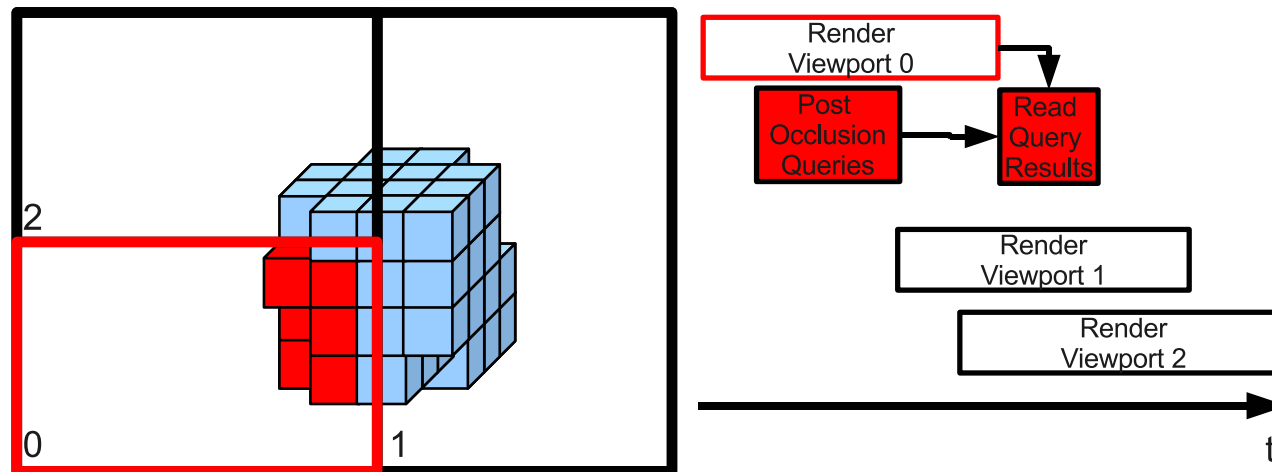 2
0
1
Render
Viewport 0
Post
Occlusion
Queries
Read
Query
Results
Render
Viewport 1
Render
Viewport 2
t